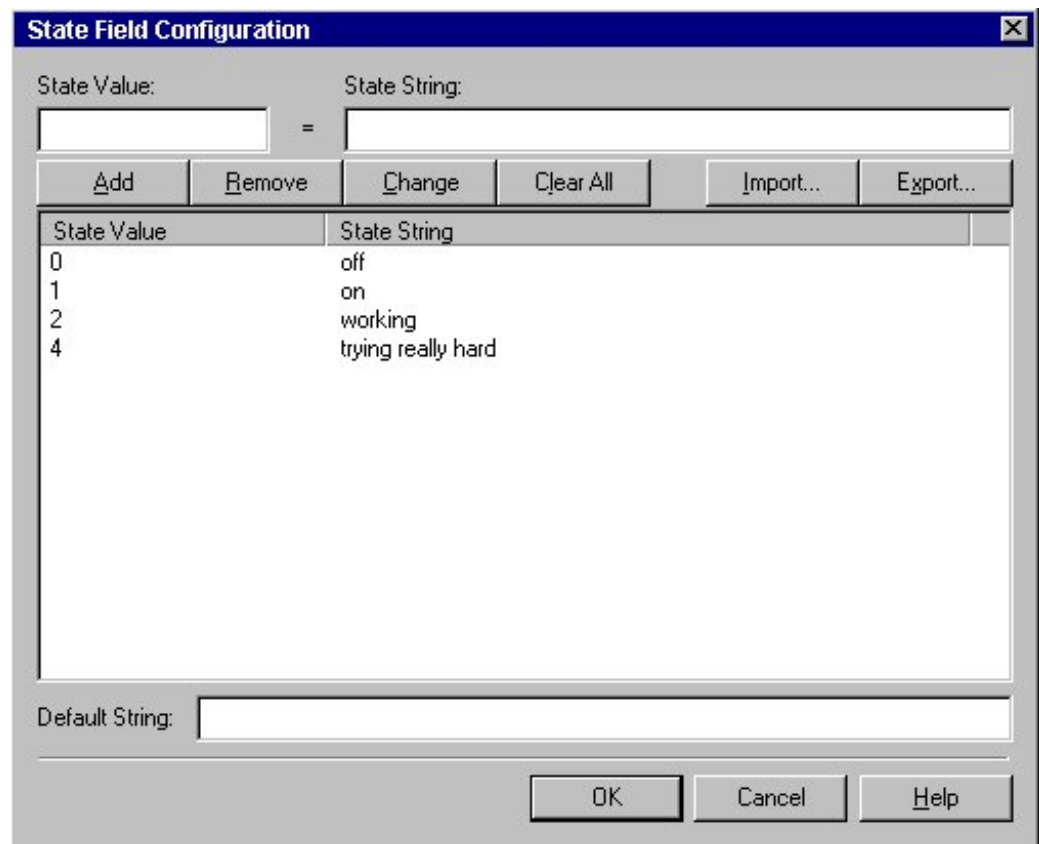 State Field Configuration
State Value: State String:
=
Add Remove Change Clear All Import... Export...
State Value State String
0 off
1 on
2 working
4 trying really hard
Default String:
OK Cancel Help